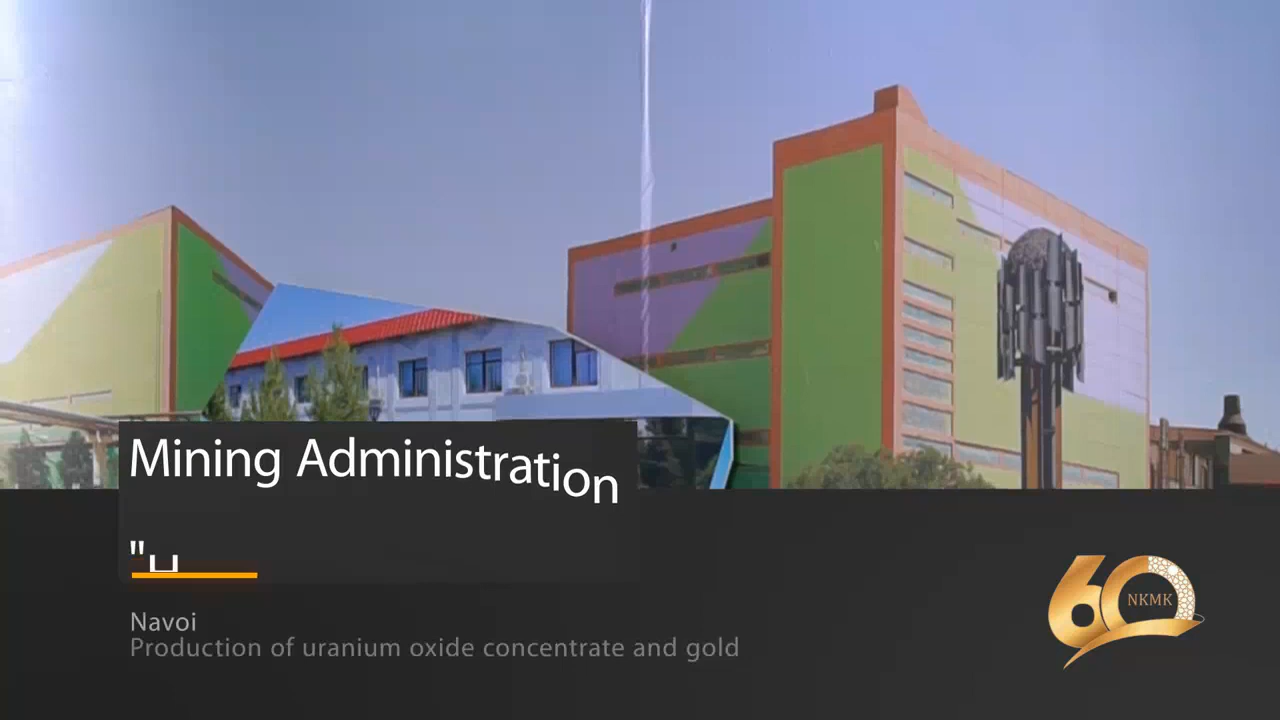 Mining Administration
Navoi
Production of uranium oxide concentrate and gold
60
NKMK